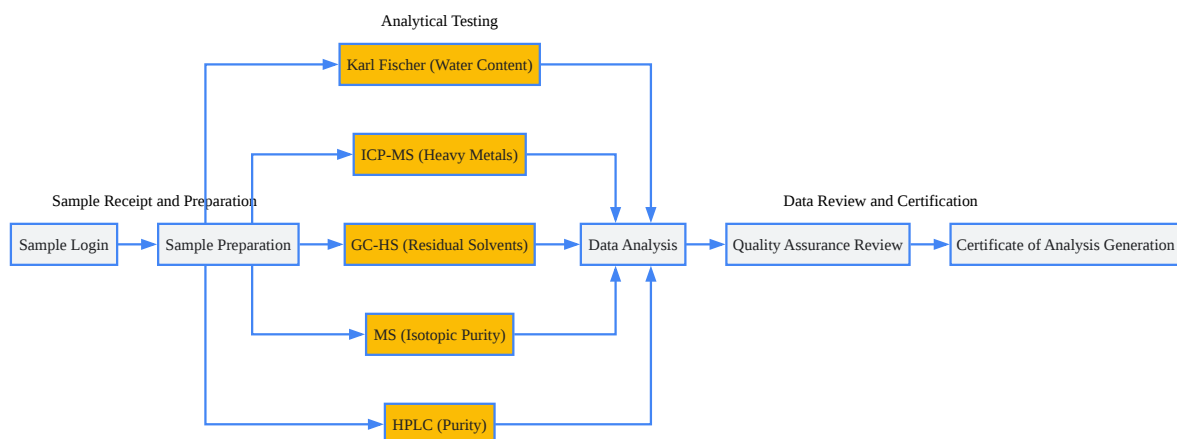 Analytical Testing
Karl Fischer (Water Content)
ICP-MS (Heavy Metals)
Sample Receipt and Preparation
Data Review and Certification
Sample Login
Sample Preparation
GC-HS (Residual Solvents)
Data Analysis
Quality Assurance Review
Certificate of Analysis Generation
MS (Isotopic Purity)
HPLC (Purity)